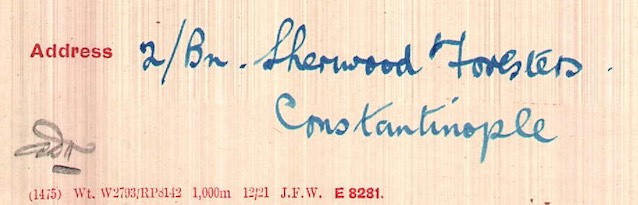 Address 2/Bn. Sherwood Foresters.
Constantinople
(1475) Wt. W2793/RP8142 1,000m 12/21 J.F.W. E 8281.